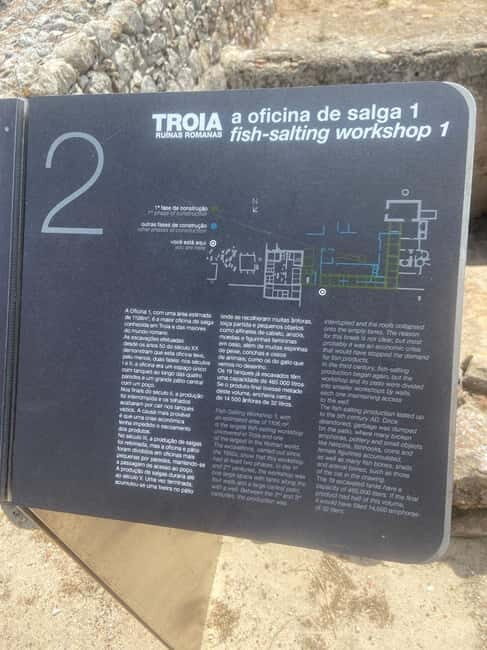 2
TROIA
RUÍNAS ROMANAS
a oficina de salga 1
fish-salting workshop 1
N
1ª fase de construção
1st phase of construction
outras fases de construção
other phases of construction
você está aqui
you are here
A Oficina 1, com uma área estimada
de 1106m², é a maior oficina de salga
conhecida em Troia e das maiores
do mundo romano.
As escavações efetuadas
desde os anos 50 do século XX
demonstram que esta oficina teve,
pelo menos, duas fases: nos séculos
I e II, a oficina era um espaço único
com tanques ao longo das quatro
paredes e um grande pátio central
com um poço.
Nos finais do século II, a produção
foi interrompida e os telhados
acabaram por cair nos tanques
vazios. A causa mais provável
é que uma crise económica
tenha impedido o escoamento
dos produtos.
No século III, a produção de salgas
foi retomada, mas a oficina e pátio
foram divididos em oficinas mais
pequenas por paredes, mantendo-se
a passagem de acesso ao poço.
A produção de salgas duraria até
ao século V. Uma vez terminada,
acumulou-se uma lixeira no pátio
onde se recolheram muitas ânforas,
loiça partida e pequenos objetos
como alfinetes de cabelo, anzóis,
moedas e figurinhas femininas
em osso, além de muitas espinhas
de peixe, conchas e ossos
de animais, como os do gato que
vemos no desenho.
Os 19 tanques já escavados têm
uma capacidade de 465 000 litros
Se o produto final tivesse metade
deste volume, encheria cerca
de 14 500 ânforas de 32 litros.
Fish-Salting Workshop 1, with
an estimated area of 1106 m²,
is the largest fish-salting workshop
known in Troia and one
of the largest in the Roman world.
The excavations, carried out since
the 1950s, show that this workshop
had at least two phases. In the 1st
and 2nd centuries, the workshop was
one large space with tanks along the
four walls and a large central patio
with a well. Between the 2nd and 3rd
centuries, the production was
interrupted and the roofs collapsed
onto the empty tanks. The reason
for this break is not clear, but most
probably it was an economic crisis
that would have stopped the demand
for fish products.
In the third century, fish-salting
production began again, but the
workshop and its patio were divided
into smaller workshops by walls,
each one maintaining access
to the well.
The fish-salting production lasted up
to the 5th century AD. Once
abandoned, garbage was dumped
on the patio, where many broken
amphorae, pottery and small objects
like hairpins, fishhooks, coins and
female figurines accumulated,
as well as many fish bones, shells
and animal bones, such as those
of the cat in the drawing.
The 19 excavated tanks have a
capacity of 465,000 liters. If the final
product had half of this volume,
it would have filled 14,500 amphorae
of 32 liters.